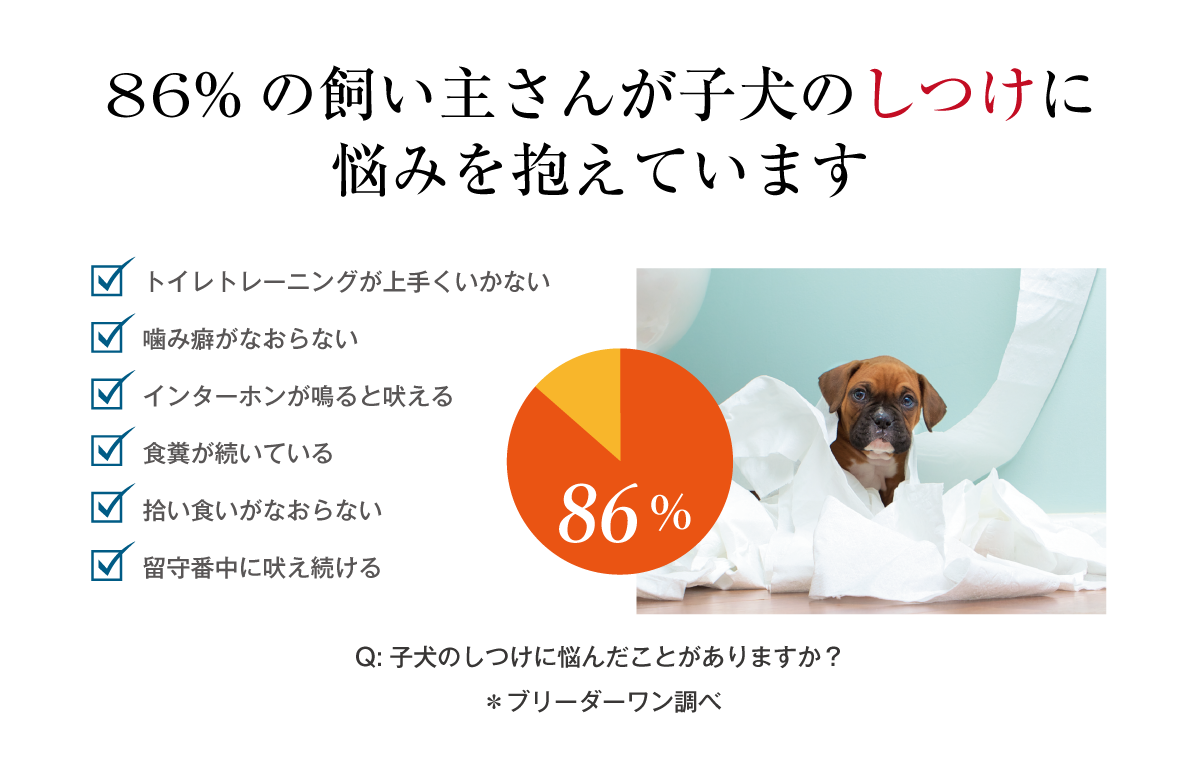 86% の飼い主さんが子犬のしつけに
悩みを抱えています
トイレトレーニングが上手くいかない
噛み癖がなおらない
インターホンが鳴ると吠える
食糞が続いている
拾い食いがなおらない
留守番中に吠え続ける
86 %
Q: 子犬のしつけに悩んだことがありますか？
＊ブリーダーワン調べ